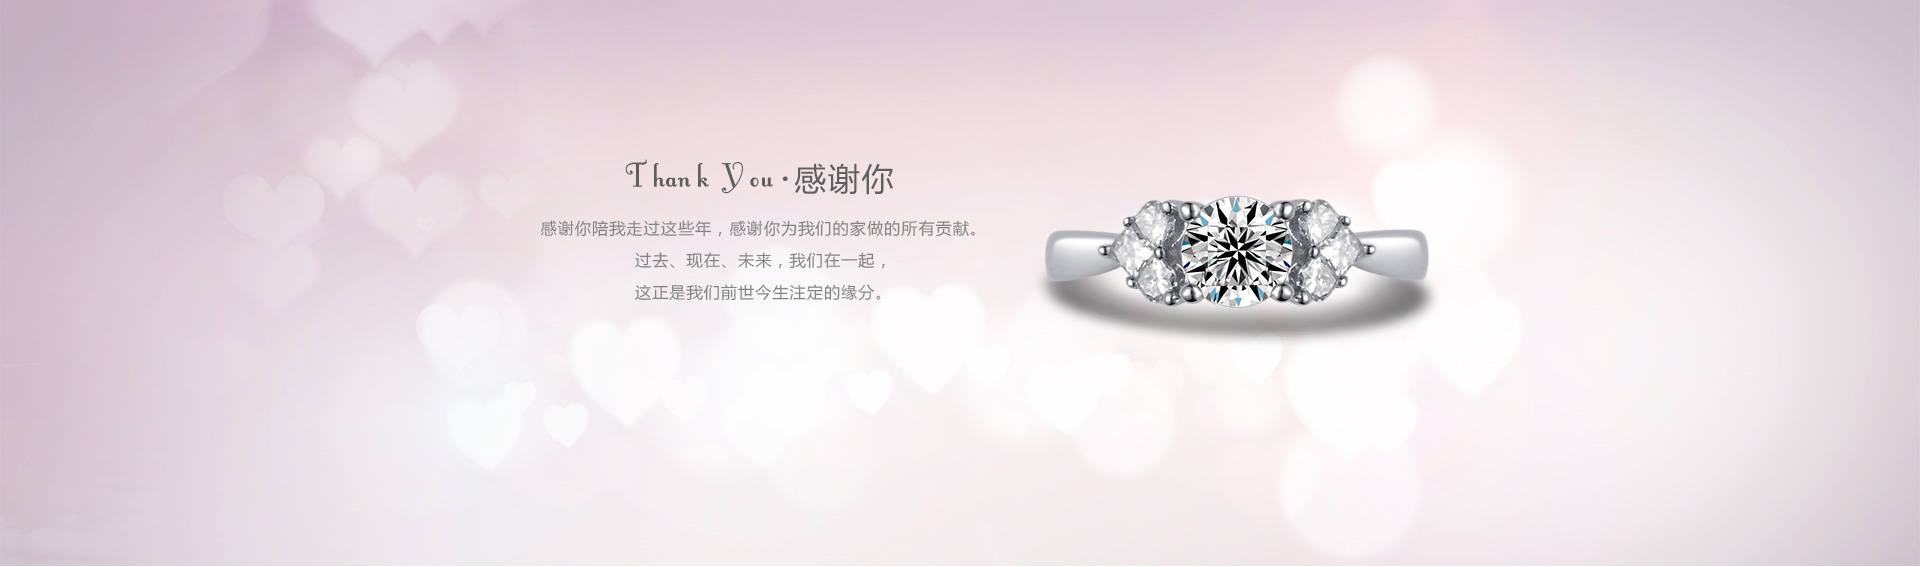 Thank You·感谢你
感谢你陪我走过这些年，感谢你为我们的家做的所有贡献。
过去、现在、未来，我们在一起，
这正是我们前世今生注定的缘分。